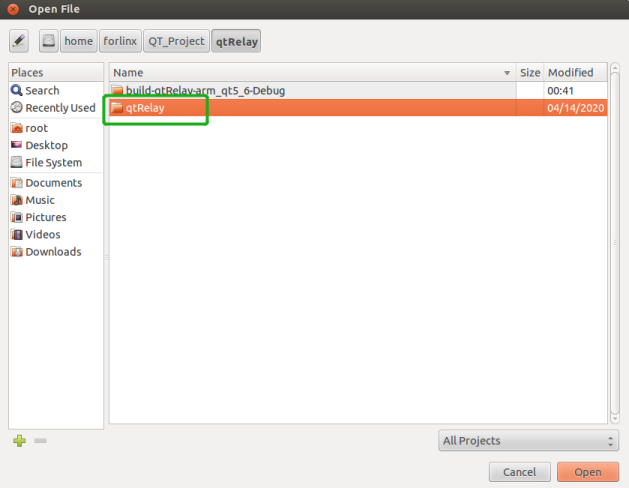 Open File
home forlinx QT_Project qtRelay
Places
Search
Recently Used
root
Desktop
File System
Documents
Music
Pictures
Videos
Downloads
Name Size Modified
build-qtRelay-arm_qt5_6-Debug 00:41
qtRelay 04/14/2020
All Projects
Cancel Open